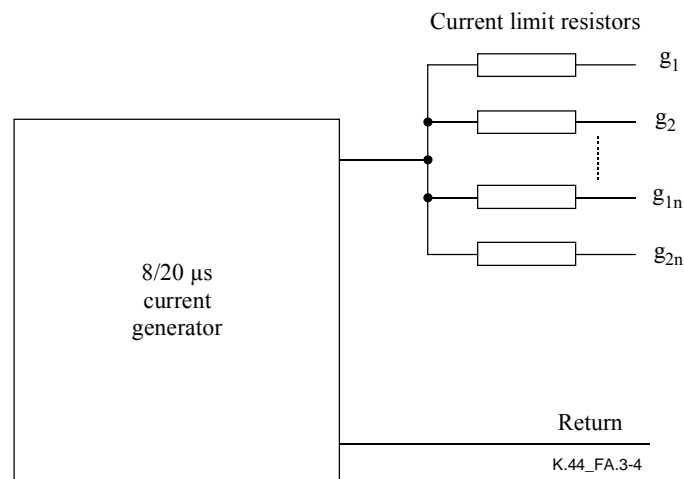 Current limit resistors
g1
g2
g1n
g2n
8/20 µs
current
generator
Return
K.44_FA.3-4